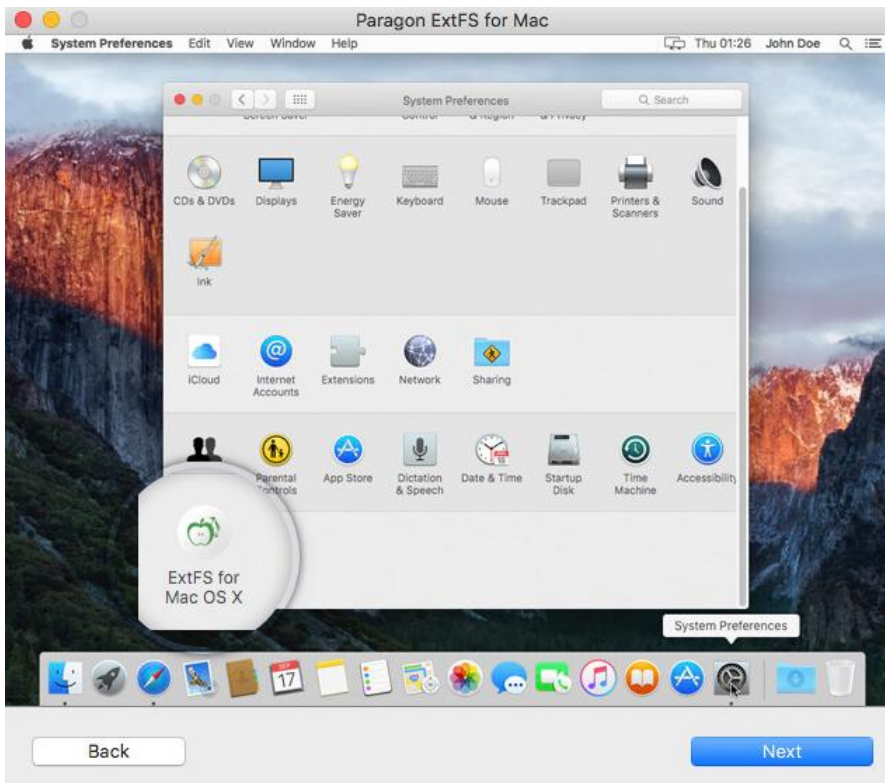 Paragon ExtFS for Mac
System Preferences Edit View Window Help Thu 01:26 John Doe
System Preferences Search
CDs & DVDs Displays Energy Saver Keyboard Mouse Trackpad Printers & Scanners Sound
Ink
iCloud Internet Accounts Extensions Network Sharing
Parental Controls App Store Dictation & Speech Date & Time Startup Disk Time Machine Accessibility
ExtFS for
Mac OS X
System Preferences
SEP
17
Back Next